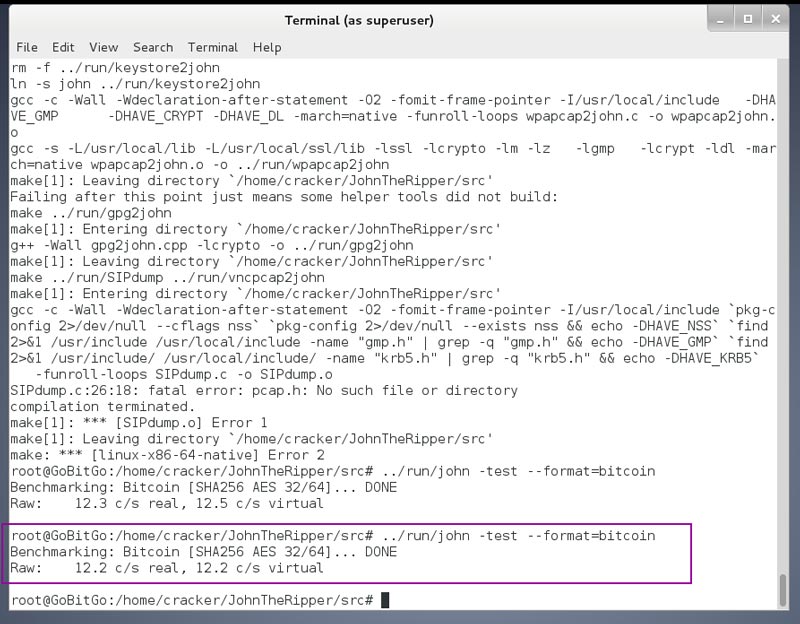 Terminal (as superuser)
File Edit View Search Terminal Help
rm -f ../run/keystore2john
ln -s john ../run/keystore2john
gcc -c -Wall -Wdeclaration-after-statement -O2 -fomit-frame-pointer -I/usr/local/include   -DHA
VE_GMP      -DHAVE_CRYPT -DHAVE_DL -march=native -funroll-loops wpapcap2john.c -o wpapcap2john.
o
gcc -s -L/usr/local/lib -L/usr/local/ssl/lib -lssl -lcrypto -lm -lz   -lgmp   -lcrypt -ldl -mar
ch=native wpapcap2john.o -o ../run/wpapcap2john
make[1]: Leaving directory `/home/cracker/JohnTheRipper/src'
Failing after this point just means some helper tools did not build:
make ../run/gpg2john
make[1]: Entering directory `/home/cracker/JohnTheRipper/src'
g++ -Wall gpg2john.cpp -lcrypto -o ../run/gpg2john
make[1]: Leaving directory `/home/cracker/JohnTheRipper/src'
make ../run/SIPdump ../run/vncpcap2john
make[1]: Entering directory `/home/cracker/JohnTheRipper/src'
gcc -c -Wall -Wdeclaration-after-statement -O2 -fomit-frame-pointer -I/usr/local/include `pkg-c
onfig 2>/dev/null --cflags nss` `pkg-config 2>/dev/null --exists nss && echo -DHAVE_NSS` `find
2>&1 /usr/include /usr/local/include -name "gmp.h" | grep -q "gmp.h" && echo -DHAVE_GMP` `find
2>&1 /usr/include/ /usr/local/include/ -name "krb5.h" | grep -q "krb5.h" && echo -DHAVE_KRB5`
   -funroll-loops SIPdump.c -o SIPdump.o
SIPdump.c:26:18: fatal error: pcap.h: No such file or directory
compilation terminated.
make[1]: *** [SIPdump.o] Error 1
make[1]: Leaving directory `/home/cracker/JohnTheRipper/src'
make: *** [linux-x86-64-native] Error 2
root@GoBitGo:/home/cracker/JohnTheRipper/src# ../run/john -test --format=bitcoin
Benchmarking: Bitcoin [SHA256 AES 32/64]... DONE
Raw:    12.3 c/s real, 12.5 c/s virtual
root@GoBitGo:/home/cracker/JohnTheRipper/src# ../run/john -test --format=bitcoin
Benchmarking: Bitcoin [SHA256 AES 32/64]... DONE
Raw:    12.2 c/s real, 12.2 c/s virtual
root@GoBitGo:/home/cracker/JohnTheRipper/src#